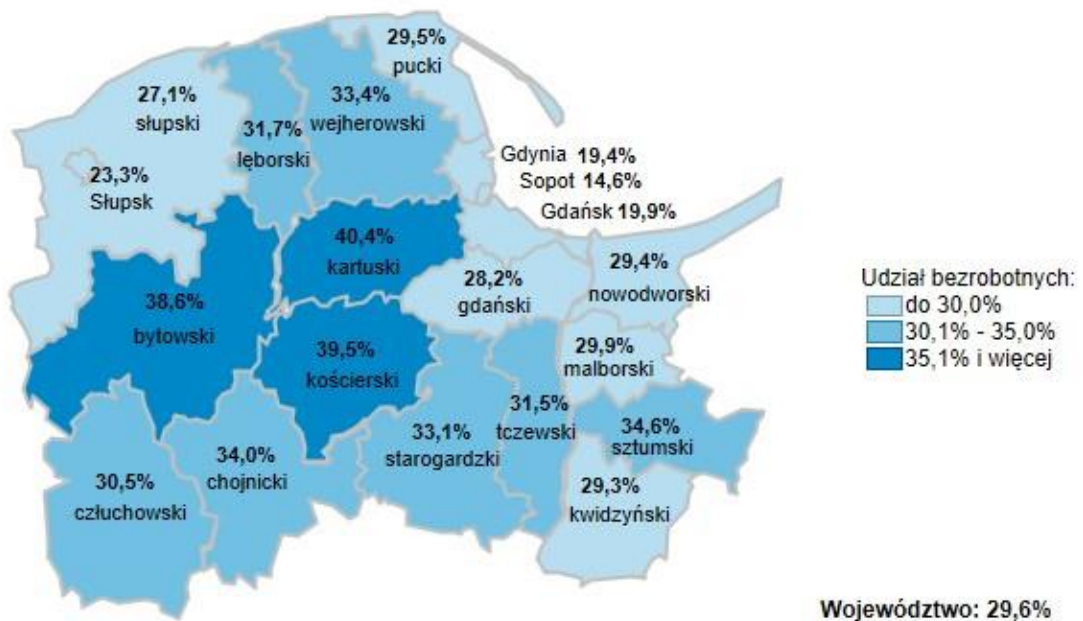 29,5%
pucki
27,1%
słupski
33,4%
wejherowski
31,7%
lęborski
Gdynia 19,4%
Sopot 14,6%
Gdańsk 19,9%
23,3%
Słupsk
40,4%
kartuski
28,2%
gdański
29,4%
nowodworski
38,6%
bytowski
39,5%
kościerski
29,9%
malborski
31,5%
tczewski
34,6%
sztumski
33,1%
starogardzki
34,0%
chojnicki
30,5%
człuchowski
29,3%
kwidzyński
Udział bezrobotnych:
do 30,0%
30,1% - 35,0%
35,1% i więcej
Województwo: 29,6%